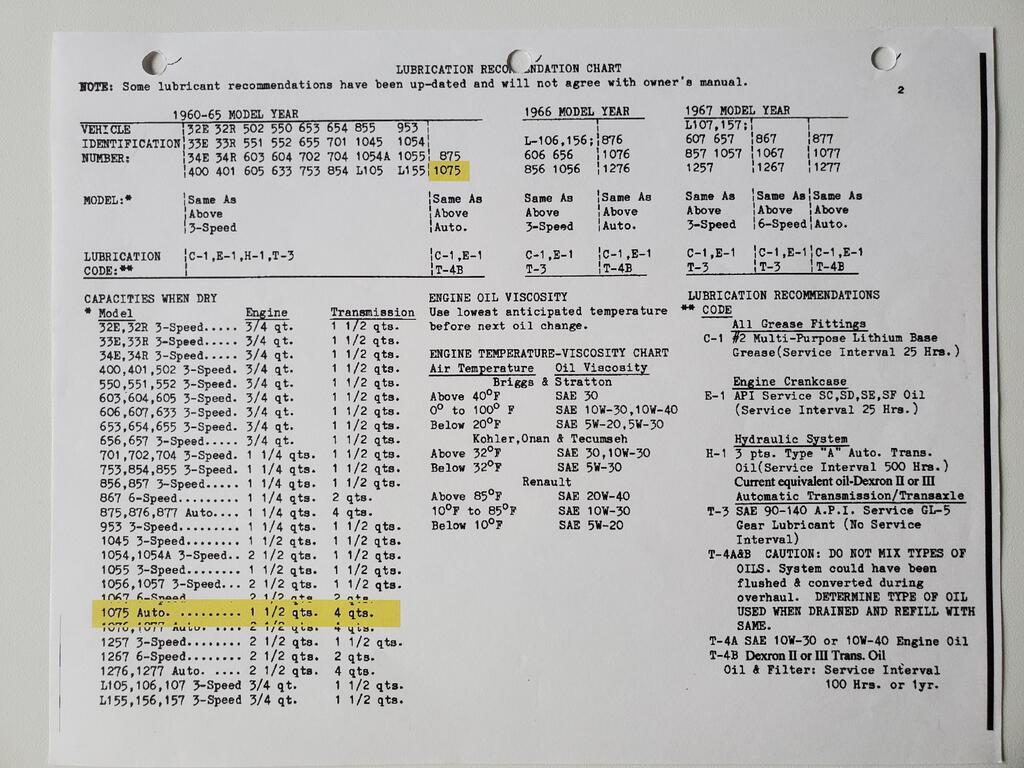 LUBRICATION RECOMMENDATION CHART
NOTE: Some lubricant recommendations have been up-dated and will not agree with owner's manual.
2
1960-65 MODEL YEAR 1966 MODEL YEAR 1967 MODEL YEAR
VEHICLE 32E 32R 502 550 653 654 855 953 L107,157;
IDENTIFICATION 33E 33R 551 552 655 701 1045 1054 L-106,156; 876 607 657 867 877
NUMBER: 34E 34R 603 604 702 704 1054A 1055 875 606 656 1076 857 1057 1067 1077
400 401 605 633 753 854 L105 L155 1075 856 1056 1276 1257 1267 1277
MODEL:* Same As Same As Same As Same As Same As Same As Same As
Above Above Above Above Above Above Above
3-Speed Auto. 3-Speed Auto. 3-Speed 6-Speed Auto.
LUBRICATION C-1,E-1,H-1,T-3 C-1,E-1 C-1,E-1 C-1,E-1 C-1,E-1 C-1,E-1 C-1,E-1
CODE:** T-4B T-3 T-4B T-3 T-3 T-4B
CAPACITIES WHEN DRY
* Model Engine Transmission
32E,32R 3-Speed..... 3/4 qt. 1 1/2 qts.
33E,33R 3-Speed..... 3/4 qt. 1 1/2 qts.
34E,34R 3-Speed..... 3/4 qt. 1 1/2 qts.
400,401,502 3-Speed. 3/4 qt. 1 1/2 qts.
550,551,552 3-Speed. 3/4 qt. 1 1/2 qts.
603,604,605 3-Speed. 3/4 qt. 1 1/2 qts.
606,607,633 3-Speed. 3/4 qt. 1 1/2 qts.
653,654,655 3-Speed. 3/4 qt. 1 1/2 qts.
656,657 3-Speed..... 3/4 qt. 1 1/2 qts.
701,702,704 3-Speed. 1 1/4 qts. 1 1/2 qts.
753,854,855 3-Speed. 1 1/4 qts. 1 1/2 qts.
856,857 3-Speed..... 1 1/4 qts. 1 1/2 qts.
867 6-Speed......... 1 1/4 qts. 2 qts.
875,876,877 Auto.... 1 1/4 qts. 4 qts.
953 3-Speed......... 1 1/2 qts. 1 1/2 qts.
1045 3-Speed........ 1 1/2 qts. 1 1/2 qts.
1054,1054A 3-Speed.. 2 1/2 qts. 1 1/2 qts.
1055 3-Speed........ 1 1/2 qts. 1 1/2 qts.
1056,1057 3-Speed... 2 1/2 qts. 1 1/2 qts.
1067 6-Speed........ 2 1/2 qts. 2 qts.
1075 Auto. ......... 1 1/2 qts. 4 qts.
1076,1077 Auto. .... 2 1/2 qts. 4 qts.
1257 3-Speed........ 2 1/2 qts. 1 1/2 qts.
1267 6-Speed........ 2 1/2 qts. 2 qts.
1276,1277 Auto. .... 2 1/2 qts. 4 qts.
L105,106,107 3-Speed 3/4 qt. 1 1/2 qts.
L155,156,157 3-Speed 3/4 qt. 1 1/2 qts.
ENGINE OIL VISCOSITY
Use lowest anticipated temperature
before next oil change.
ENGINE TEMPERATURE-VISCOSITY CHART
Air Temperature Oil Viscosity
Briggs & Stratton
Above 40°F SAE 30
0° to 100° F SAE 10W-30,10W-40
Below 20°F SAE 5W-20,5W-30
Kohler,Onan & Tecumseh
Above 32°F SAE 30,10W-30
Below 32°F SAE 5W-30
Renault
Above 85°F SAE 20W-40
10°F to 85°F SAE 10W-30
Below 10°F SAE 5W-20
LUBRICATION RECOMMENDATIONS
** CODE
All Grease Fittings
C-1 #2 Multi-Purpose Lithium Base
Grease(Service Interval 25 Hrs.)
Engine Crankcase
E-1 API Service SC,SD,SE,SF Oil
(Service Interval 25 Hrs.)
Hydraulic System
H-1 3 pts. Type "A" Auto. Trans.
Oil(Service Interval 500 Hrs.)
Current equivalent oil-Dexron II or III
Automatic Transmission/Transaxle
T-3 SAE 90-140 A.P.I. Service GL-5
Gear Lubricant (No Service
Interval)
T-4A&B CAUTION: DO NOT MIX TYPES OF
OILS. System could have been
flushed & converted during
overhaul. DETERMINE TYPE OF OIL
USED WHEN DRAINED AND REFILL WITH
SAME.
T-4A SAE 10W-30 or 10W-40 Engine Oil
T-4B Dexron II or III Trans. Oil
Oil & Filter: Service Interval
100 Hrs. or 1yr.